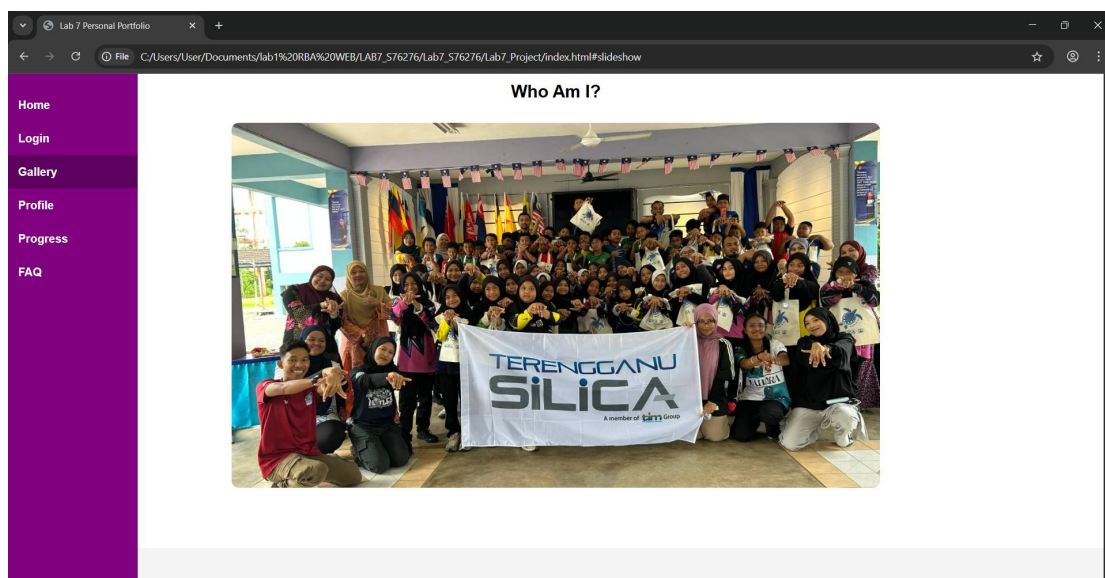 Lab 7 Personal Portfolio
File
C:/Users/User/Documents/lab1%20RBA%20WEB/LAB7_S76276/Lab7_S76276/Lab7_Project/index.html#slideshow
Home
Login
Gallery
Profile
Progress
FAQ
Who Am I?
TERENGGANU
SiLiCA
A member of tim Group